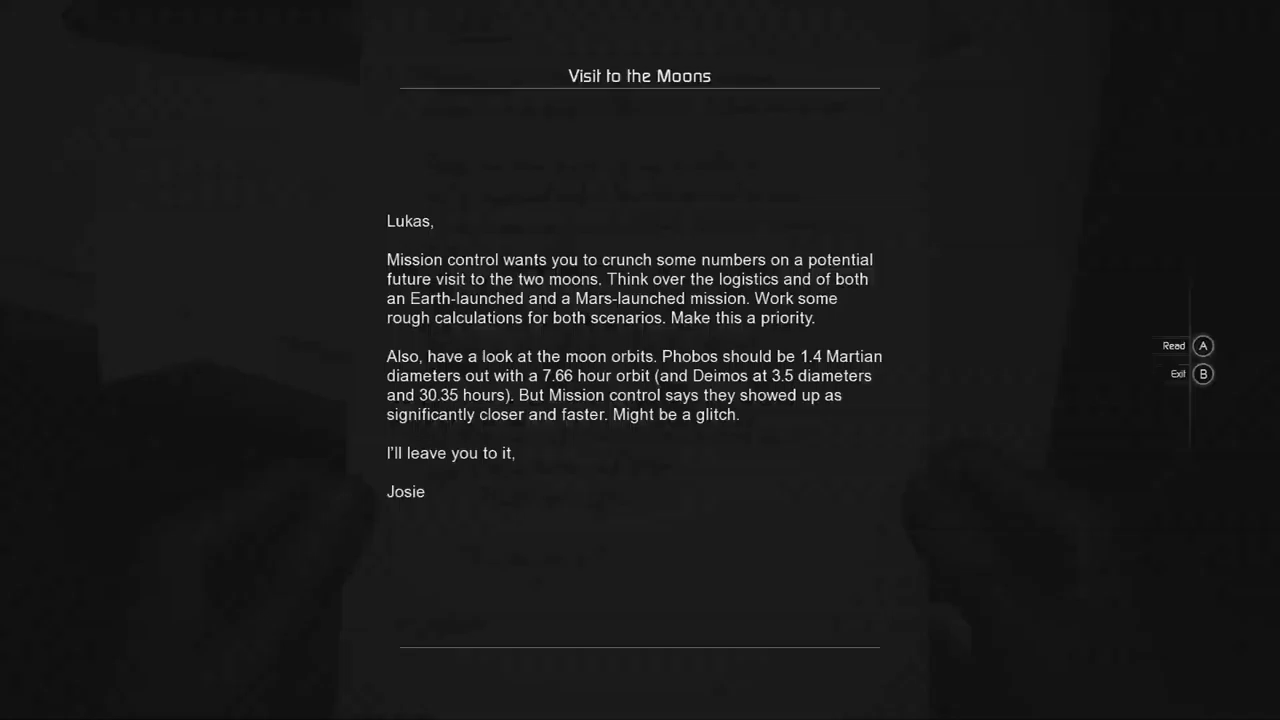 Visit to the Moons
Lukas,
Mission control wants you to crunch some numbers on a potential
future visit to the two moons. Think over the logistics and of both
an Earth-launched and a Mars-launched mission. Work some
rough calculations for both scenarios. Make this a priority.
Also, have a look at the moon orbits. Phobos should be 1.4 Martian
diameters out with a 7.66 hour orbit (and Deimos at 3.5 diameters
and 30.35 hours). But Mission control says they showed up as
significantly closer and faster. Might be a glitch.
I'll leave you to it,
Josie
Read A
Exit B